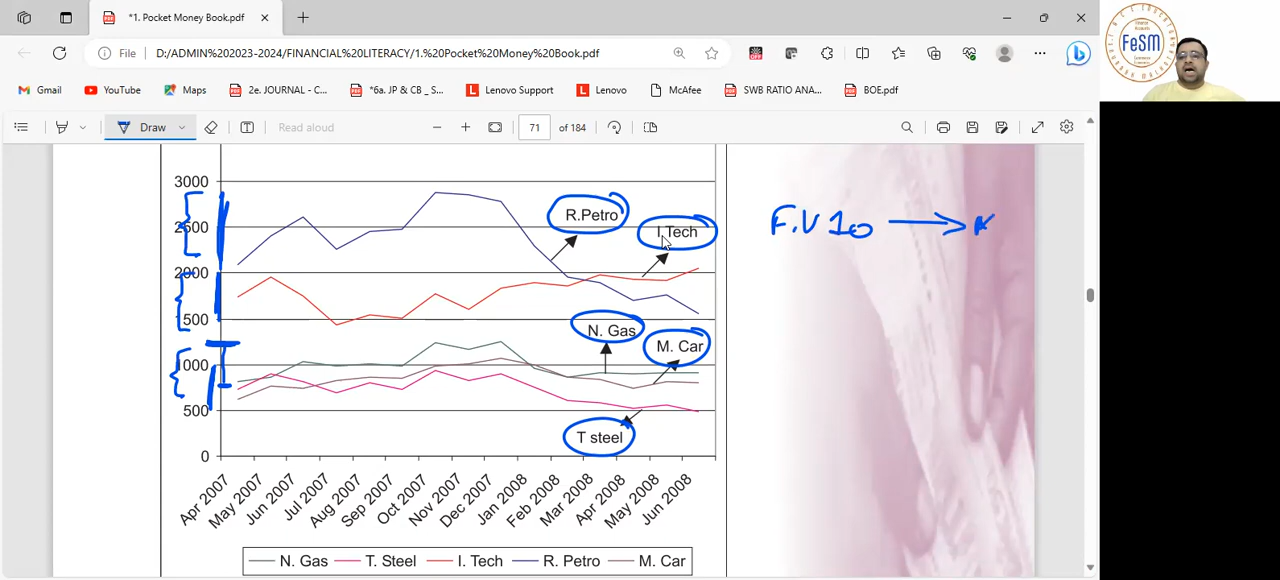 *1. Pocket Money Book.pdf
File D:/ADMIN%202023-2024/FINANCIAL%20LITERACY/1.%20Pocket%20Money%20Book.pdf
Gmail YouTube Maps 2e. JOURNAL - C... *6a. JP & CB _ S... Lenovo Support Lenovo McAfee SWB RATIO ANA... BOE.pdf
Draw Read aloud 71 of 184
3000
2500
2000
1500
1000
500
0
R.Petro
I.Tech
N. Gas
M. Car
T steel
F.V 10
Apr 2007
May 2007
Jun 2007
Jul 2007
Aug 2007
Sep 2007
Oct 2007
Nov 2007
Dec 2007
Jan 2008
Feb 2008
Mar 2008
Apr 2008
May 2008
Jun 2008
N. Gas T. Steel I. Tech R. Petro M. Car
FeSM